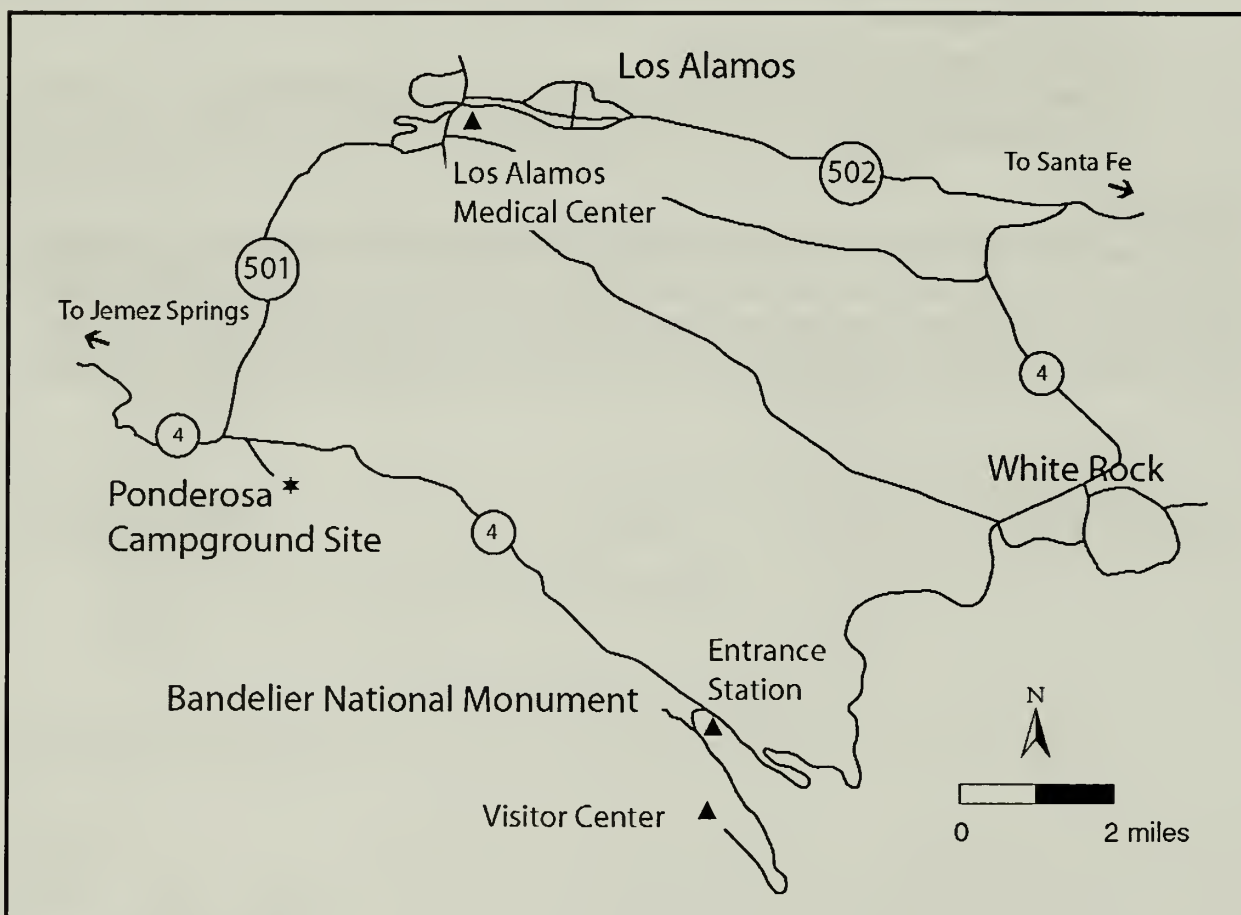 Los Alamos
To Santa Fe
502
Los Alamos
Medical Center
501
To Jemez Springs
4
4
White Rock
Ponderosa
Campground Site
4
Entrance
Station
Bandelier National Monument
N
Visitor Center
0 2 miles